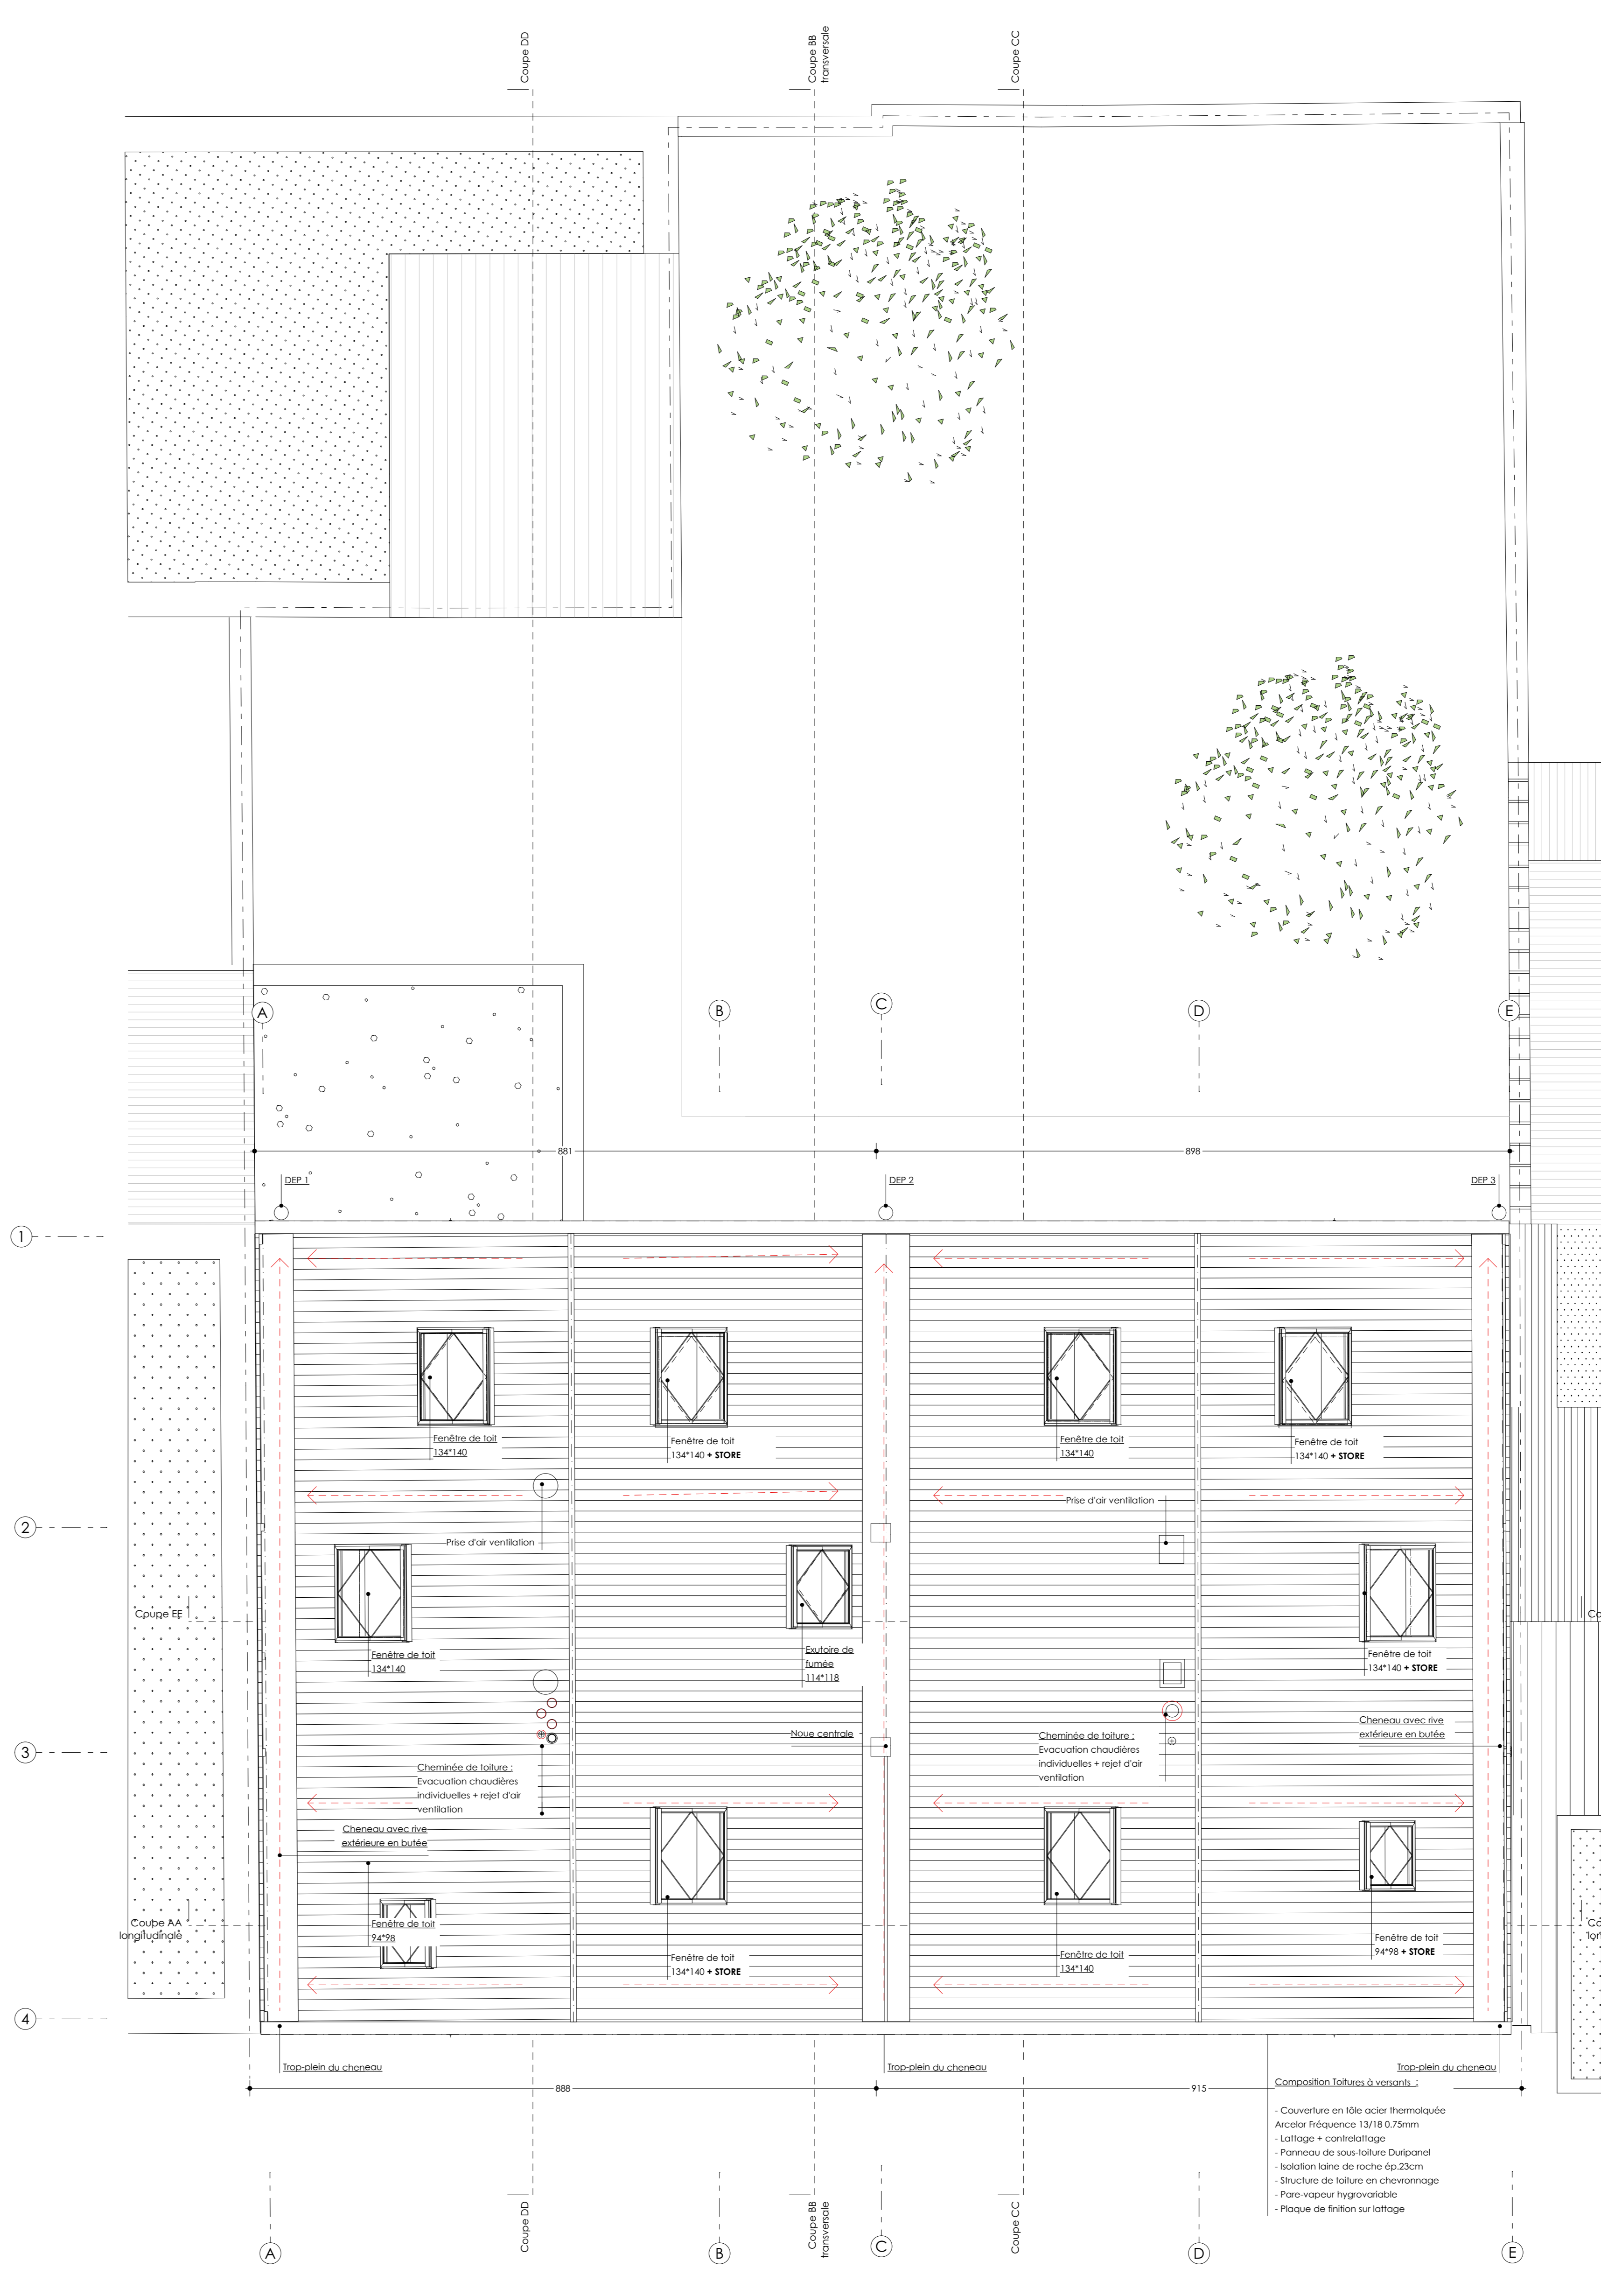 Coupe DD
Coupe BB
transversale
Coupe CC
A
B
C
D
E
881
898
DEP 1
DEP 2
DEP 3
1
Fenêtre de toit
134*140
Fenêtre de toit
134*140 + STORE
Fenêtre de toit
134*140
Fenêtre de toit
134*140 + STORE
2
Prise d'air ventilation
Prise d'air ventilation
Coupe EE
Co
Fenêtre de toit
134*140
Exutoire de
fumée
114*118
Fenêtre de toit
134*140 + STORE
3
Noue centrale
Cheminée de toiture :
Evacuation chaudières
individuelles + rejet d'air
ventilation
Cheneau avec rive
extérieure en butée
Cheminée de toiture :
Evacuation chaudières
individuelles + rejet d'air
ventilation
Cheneau avec rive
extérieure en butée
Coupe AA
longitudinale
Fenêtre de toit
94*98
Fenêtre de toit
134*140 + STORE
Fenêtre de toit
134*140
Fenêtre de toit
94*98 + STORE
Co
lon
4
Trop-plein du cheneau
Trop-plein du cheneau
Trop-plein du cheneau
888
915
Composition Toitures à versants :
- Couverture en tôle acier thermolquée
Arcelor Fréquence 13/18 0.75mm
- Lattage + contrelattage
- Panneau de sous-toiture Duripanel
- Isolation laine de roche ép.23cm
- Structure de toiture en chevronnage
- Pare-vapeur hygrovariable
- Plaque de finition sur lattage
Coupe DD
Coupe BB
transversale
Coupe CC
A
B
C
D
E